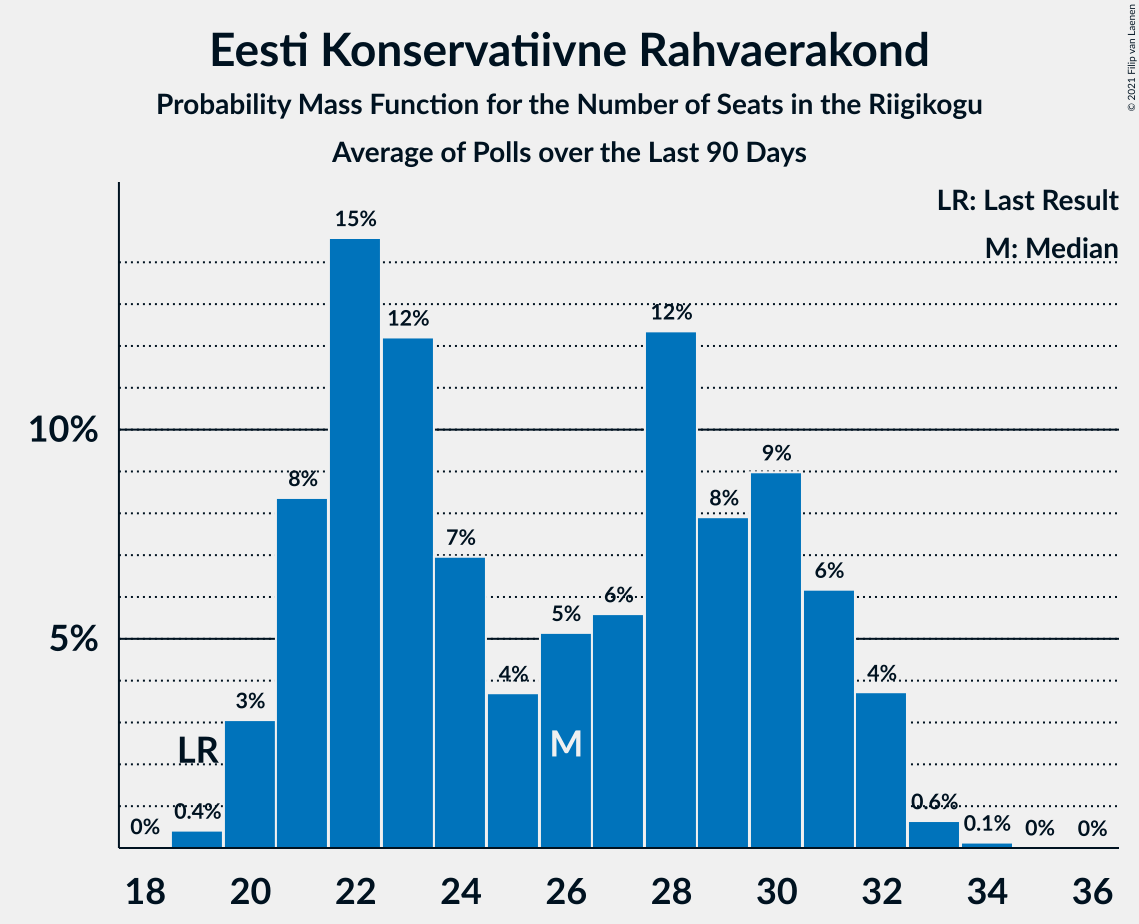 Eesti Konservatiivne Rahvaerakond
Probability Mass Function for the Number of Seats in the Riigikogu
Average of Polls over the Last 90 Days
© 2021 Filip van Laenen
LR: Last Result
M: Median
15%
12%
12%
10%
9%
8%
8%
7%
6%
6%
5%
5%
4%
4%
3%
LR
M
0.4%
0.6%
0%
0.1%
0%
0%
18 20 22 24 26 28 30 32 34 36